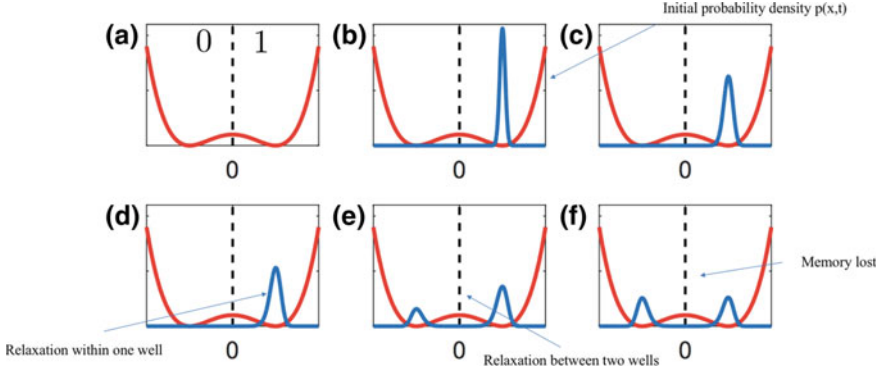 Initial probability density p(x,t)
(a) 0 1
(b)
(c)
0
0
0
(d)
(e)
(f)
Memory lost
Relaxation within one well
0
0
0
Relaxation between two wells